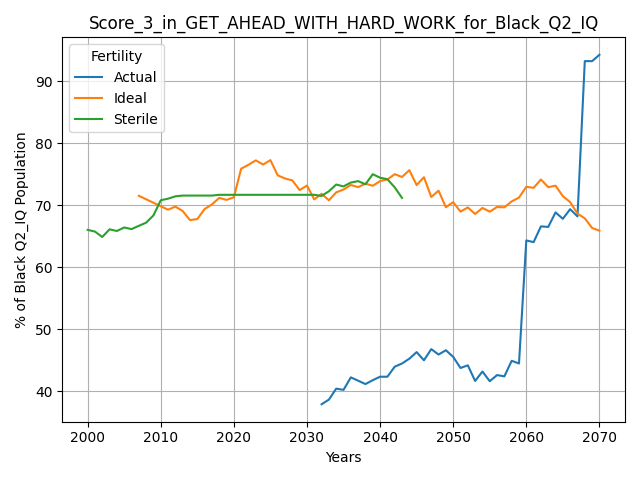 Score_3_in_GET_AHEAD_WITH_HARD_WORK_for_Black_Q2_IQ
Fertility
Actual
Ideal
Sterile
% of Black Q2_IQ Population
90
80
70
60
50
40
2000 2010 2020 2030 2040 2050 2060 2070
Years